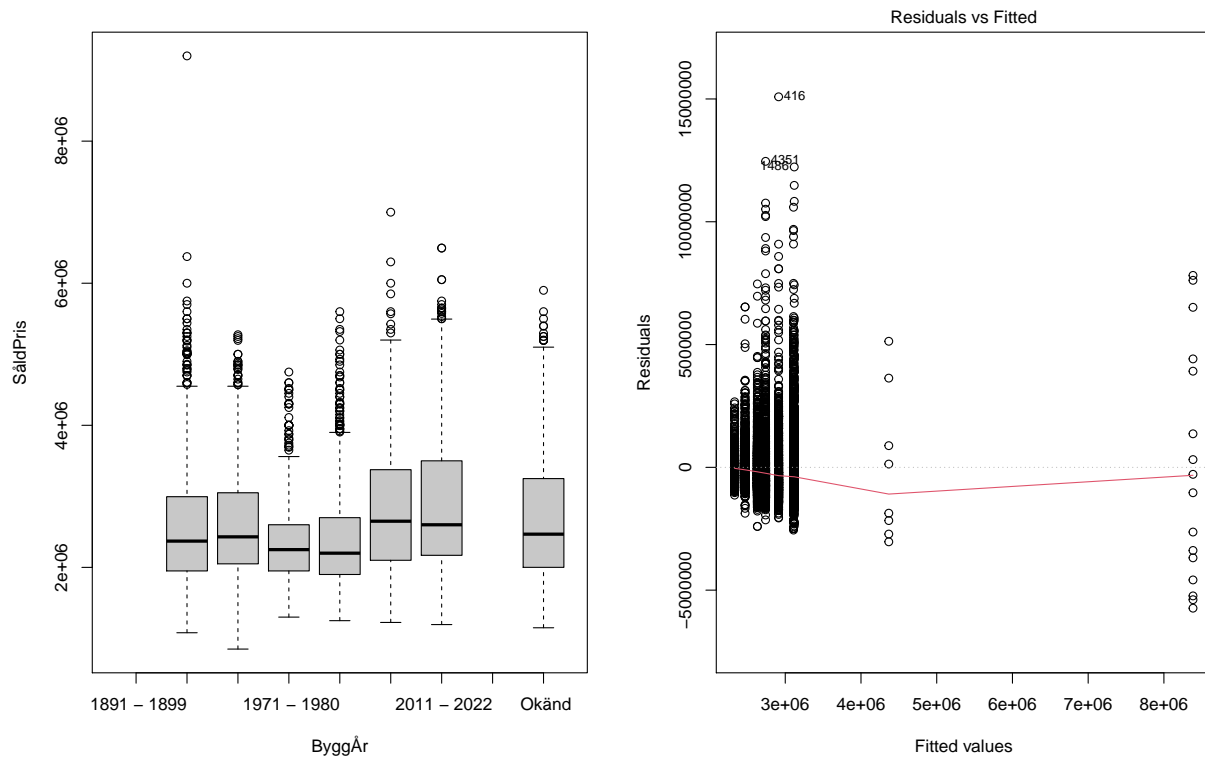 SåldPris
2e+06
4e+06
6e+06
8e+06
1891 − 1899
1971 − 1980
2011 − 2022
Okänd
ByggÅr
Residuals vs Fitted
Residuals
−5000000
0
5000000
10000000
15000000
416
4351
1486
3e+06
4e+06
5e+06
6e+06
7e+06
8e+06
Fitted values